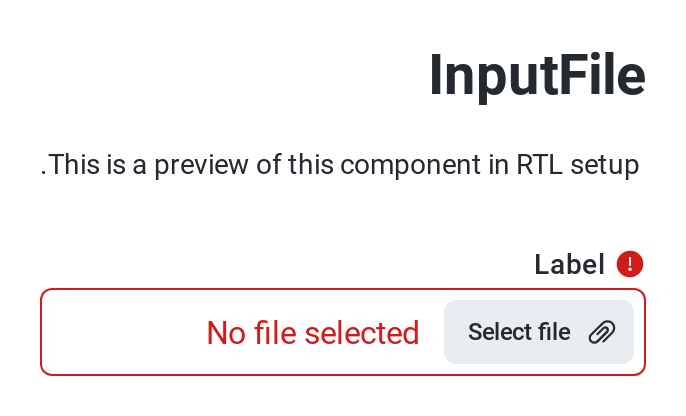 InputFile
.This is a preview of this component in RTL setup
Label
No file selected Select file